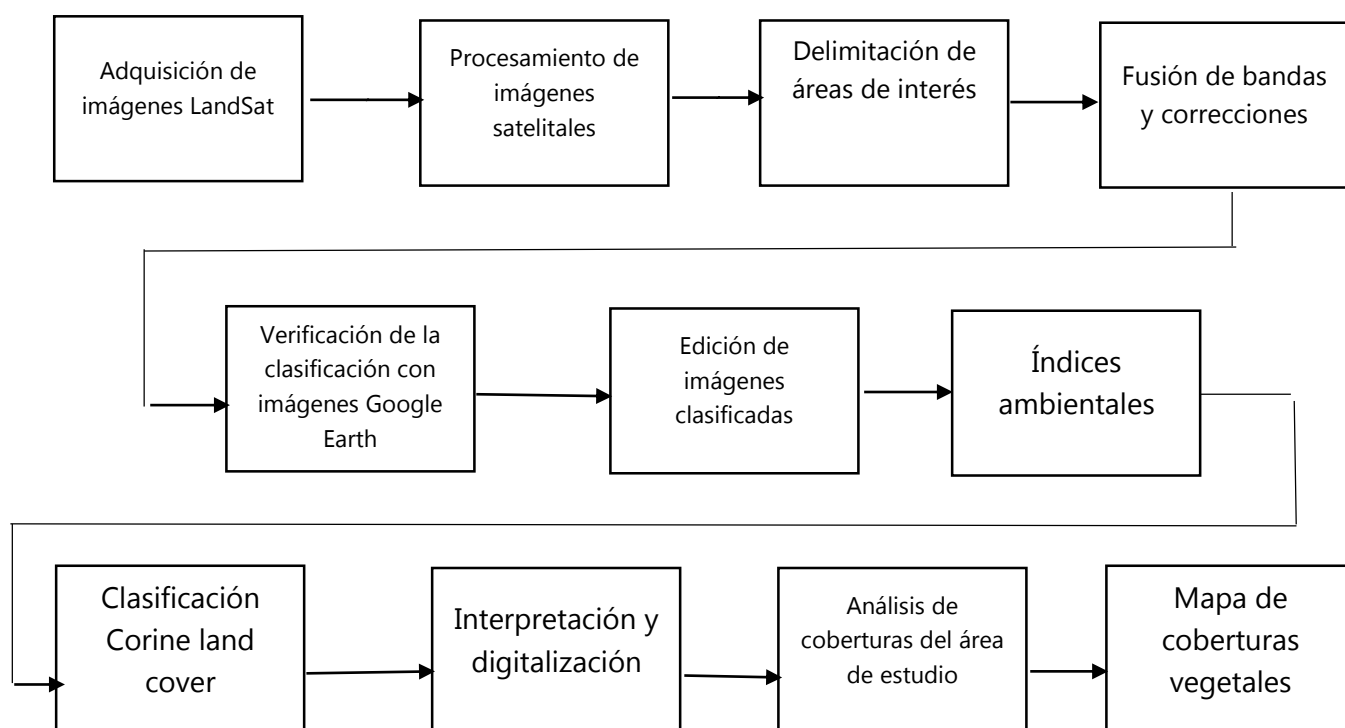 Adquisición de
imágenes LandSat
Procesamiento de
imágenes
satelitales
Delimitación de
áreas de interés
Fusión de bandas
y correcciones
Verificación de la
clasificación con
imágenes Google
Earth
Edición de
imágenes
clasificadas
Índices
ambientales
Clasificación
Corine land
cover
Interpretación y
digitalización
Análisis de
coberturas del área
de estudio
Mapa de
coberturas
vegetales